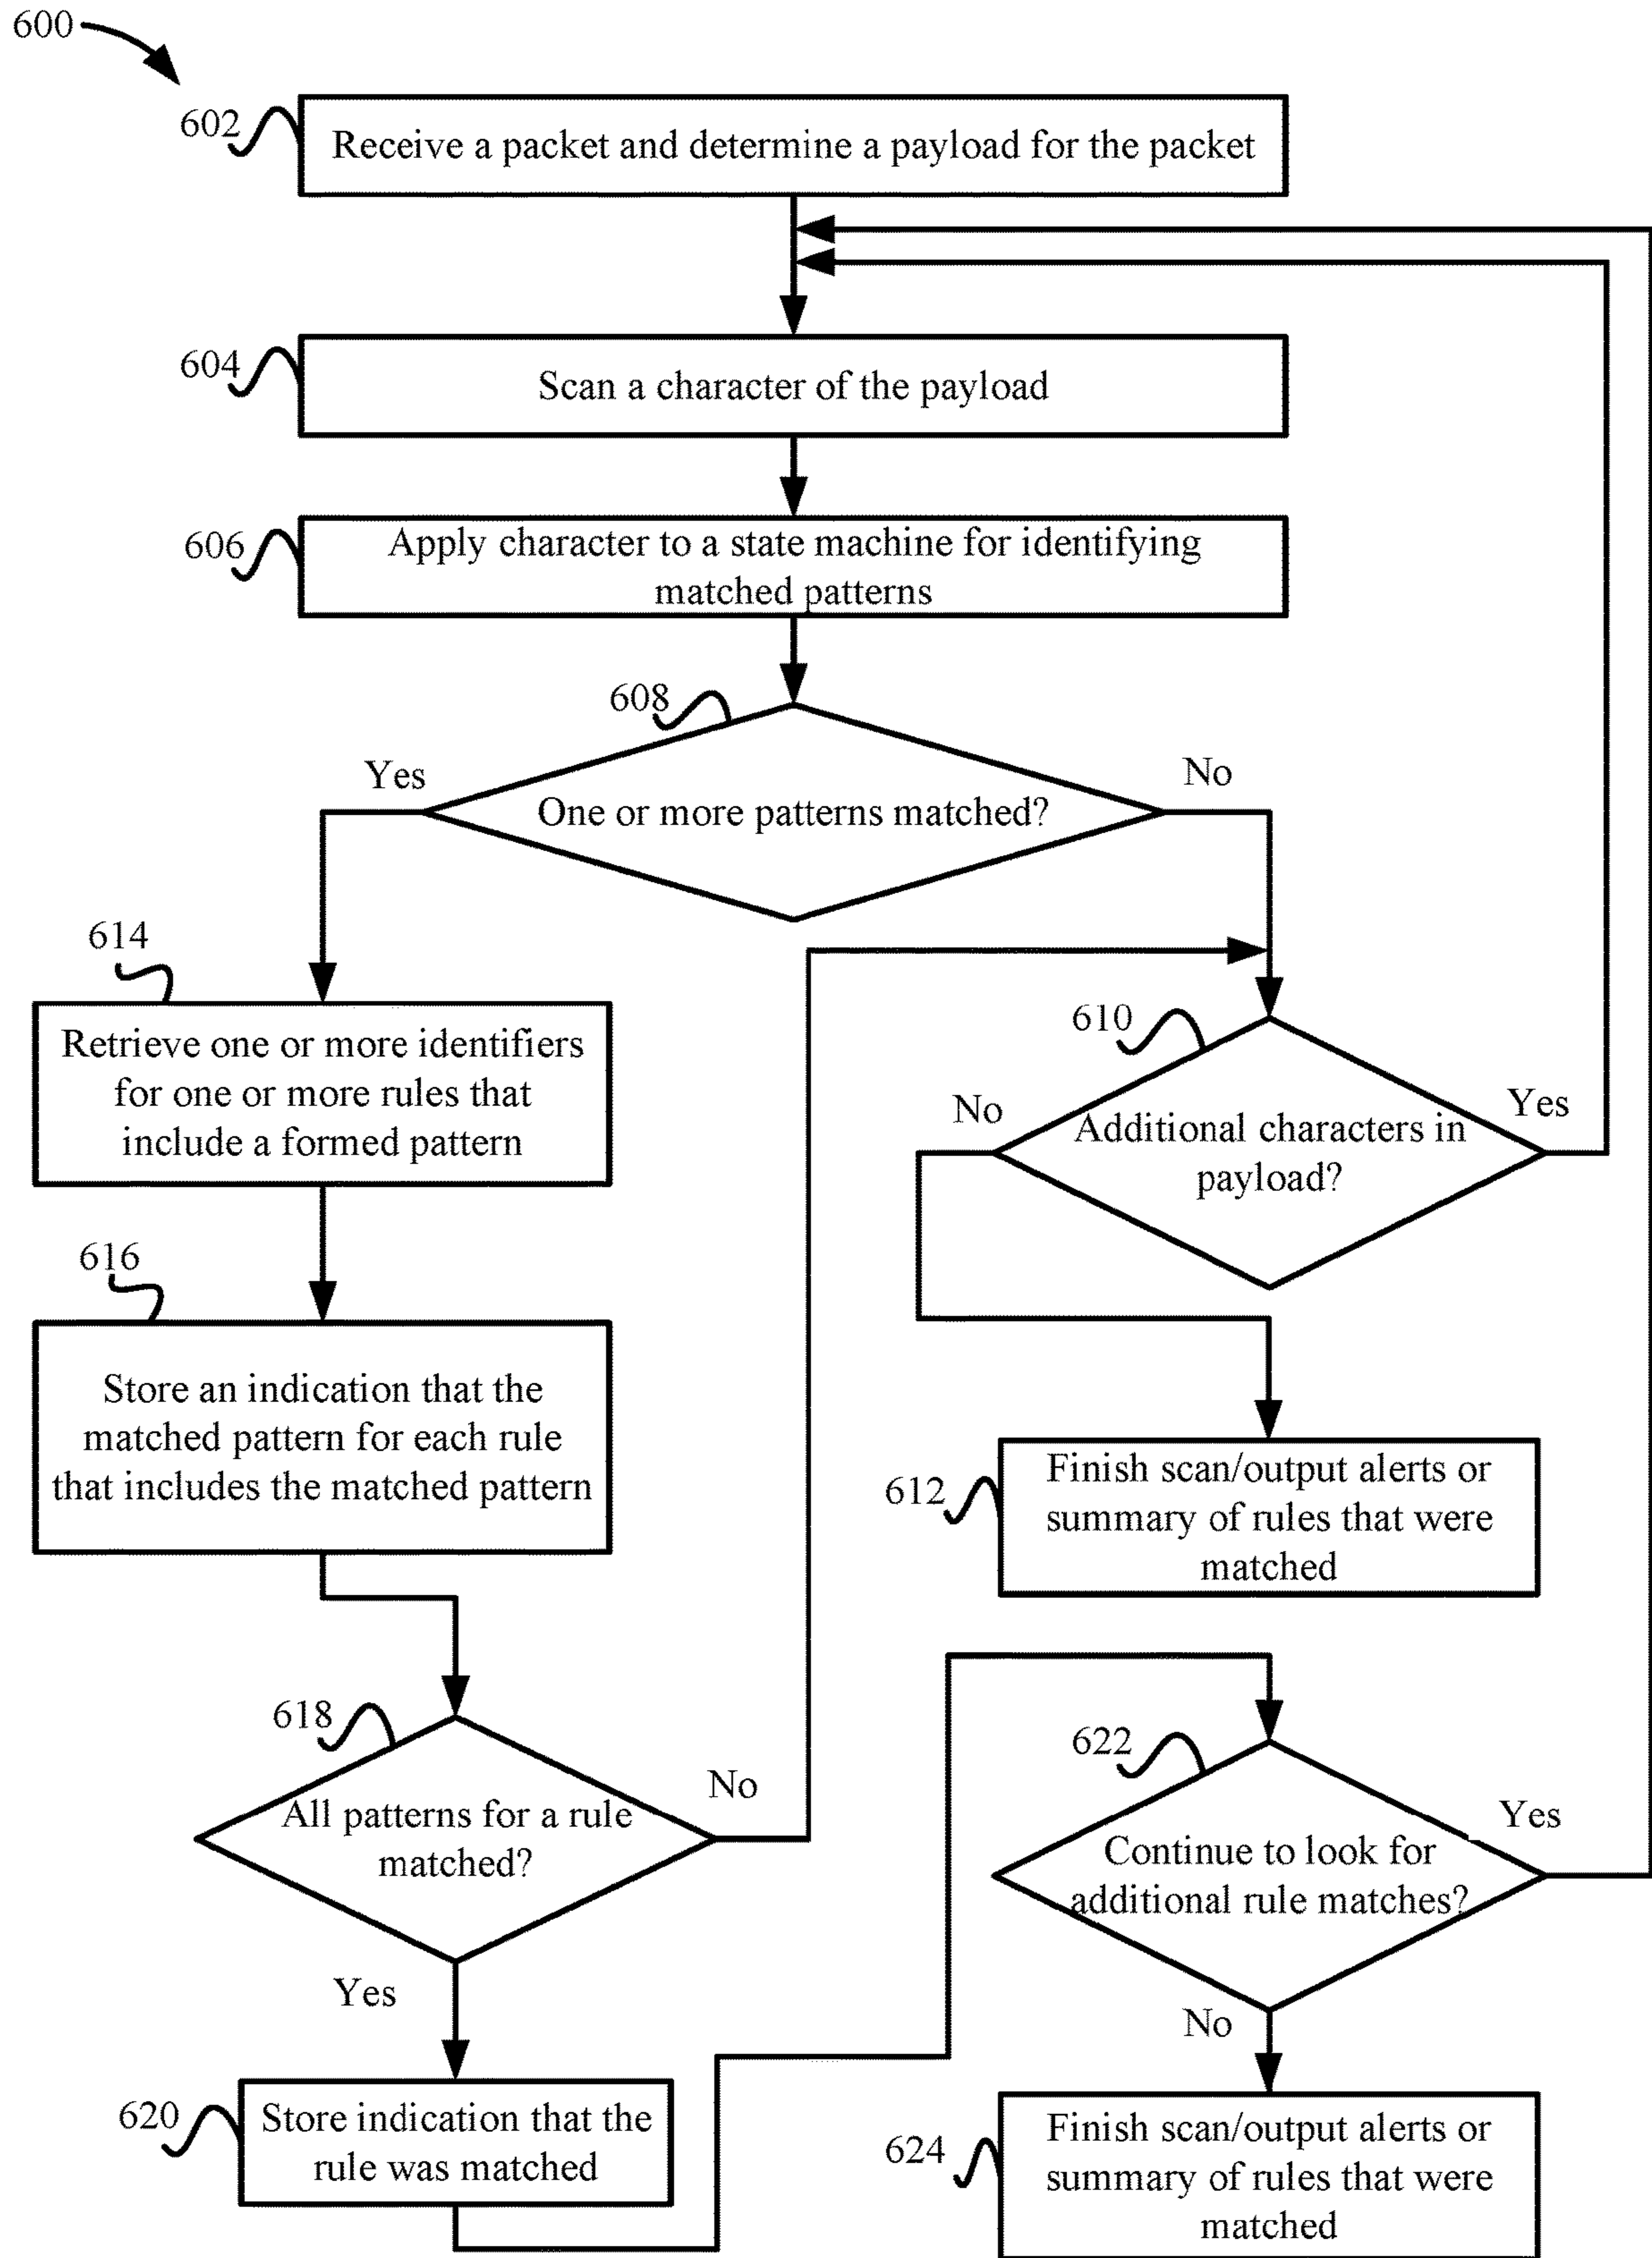 600
602
Receive a packet and determine a payload for the packet
604
Scan a character of the payload
606
Apply character to a state machine for identifying
matched patterns
608
Yes
No
One or more patterns matched?
614
Retrieve one or more identifiers
for one or more rules that
include a formed pattern
610
No
Yes
Additional characters in
payload?
616
Store an indication that the
matched pattern for each rule
that includes the matched pattern
612
Finish scan/output alerts or
summary of rules that were
matched
618
No
All patterns for a rule
matched?
Yes
622
Yes
Continue to look for
additional rule matches?
No
620
Store indication that the
rule was matched
624
Finish scan/output alerts or
summary of rules that were
matched